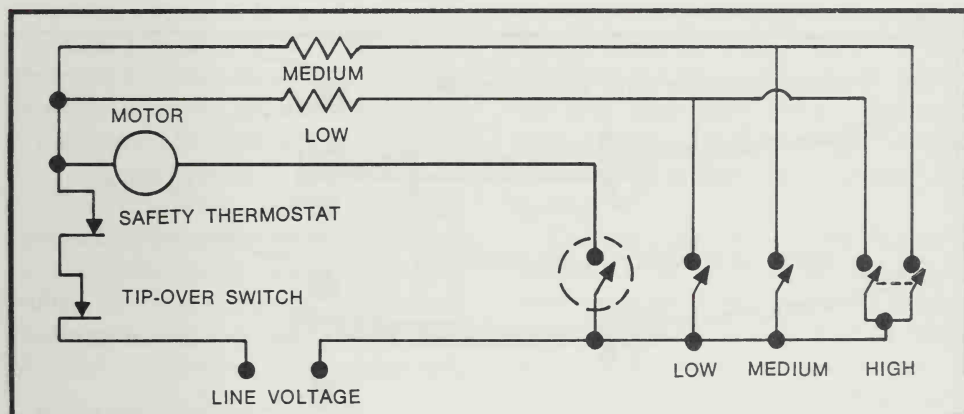 MEDIUM
MOTOR
LOW
SAFETY THERMOSTAT
TIP-OVER SWITCH
LOW MEDIUM HIGH
LINE VOLTAGE